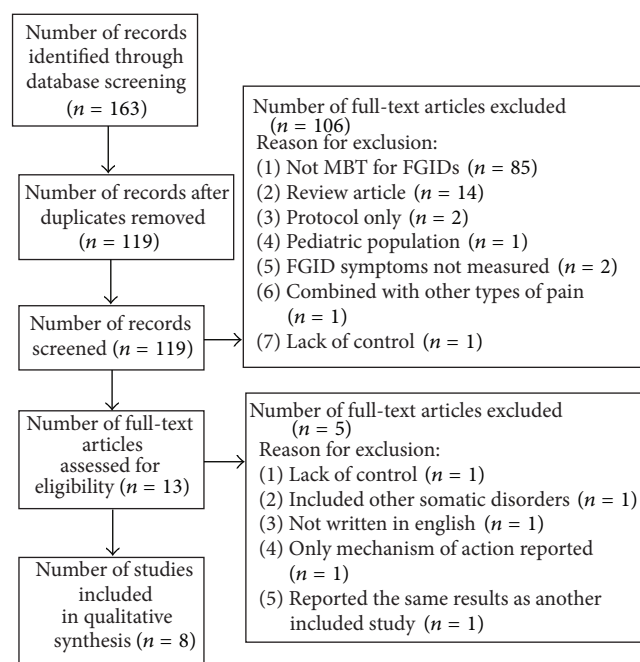 Number of records
identified through
database screening
(n = 163)
Number of records after
duplicates removed
(n = 119)
Number of records
screened (n = 119)
Number of full-text
articles
assessed for
eligibility (n = 13)
Number of studies
included
in qualitative
synthesis (n = 8)
Number of full-text articles excluded
(n = 106)
Reason for exclusion:
(1) Not MBT for FGIDs (n = 85)
(2) Review article (n = 14)
(3) Protocol only (n = 2)
(4) Pediatric population (n = 1)
(5) FGID symptoms not measured (n = 2)
(6) Combined with other types of pain
(n = 1)
(7) Lack of control (n = 1)
Number of full-text articles excluded
(n = 5)
Reason for exclusion:
(1) Lack of control (n = 1)
(2) Included other somatic disorders (n = 1)
(3) Not written in english (n = 1)
(4) Only mechanism of action reported
(n = 1)
(5) Reported the same results as another
included study (n = 1)